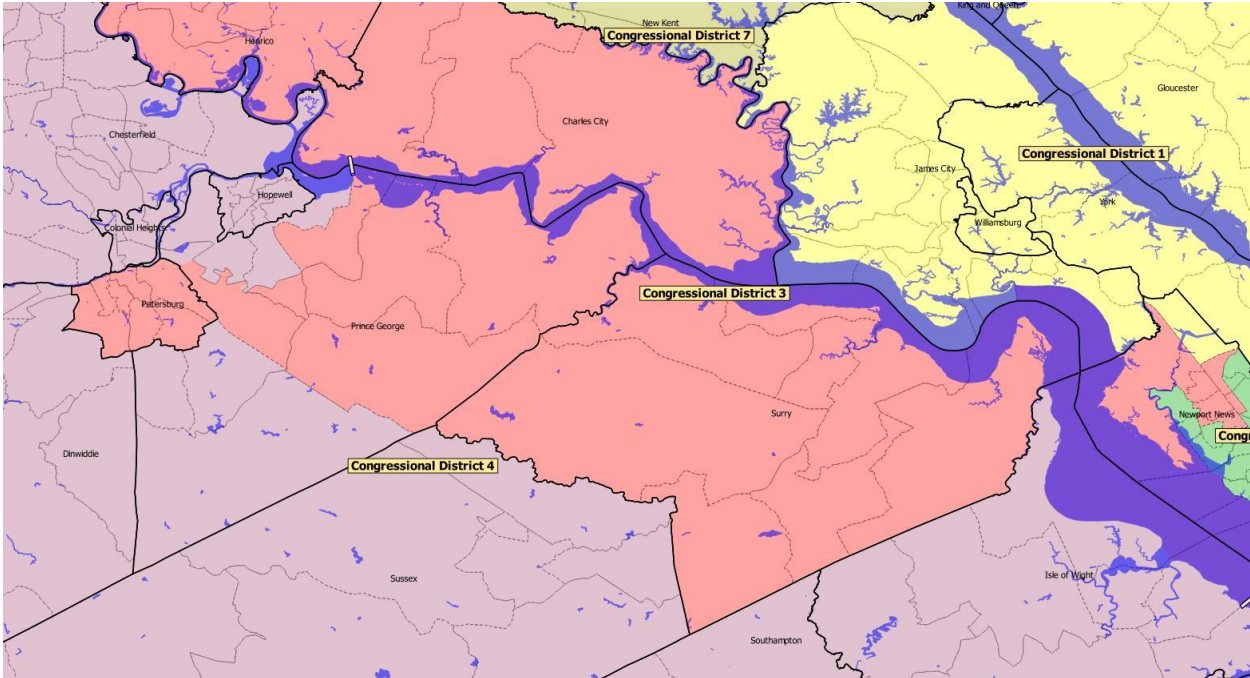 King and Queen
New Kent
Congressional District 7
Henrico
Gloucester
Charles City
Chesterfield
Congressional District 1
James City
Hopewell
York
Williamsburg
Colonial Heights
Congressional District 3
Petersburg
Prince George
Surry
Newport News
Congr
Dinwiddie
Congressional District 4
Sussex
Isle of Wight
Southampton